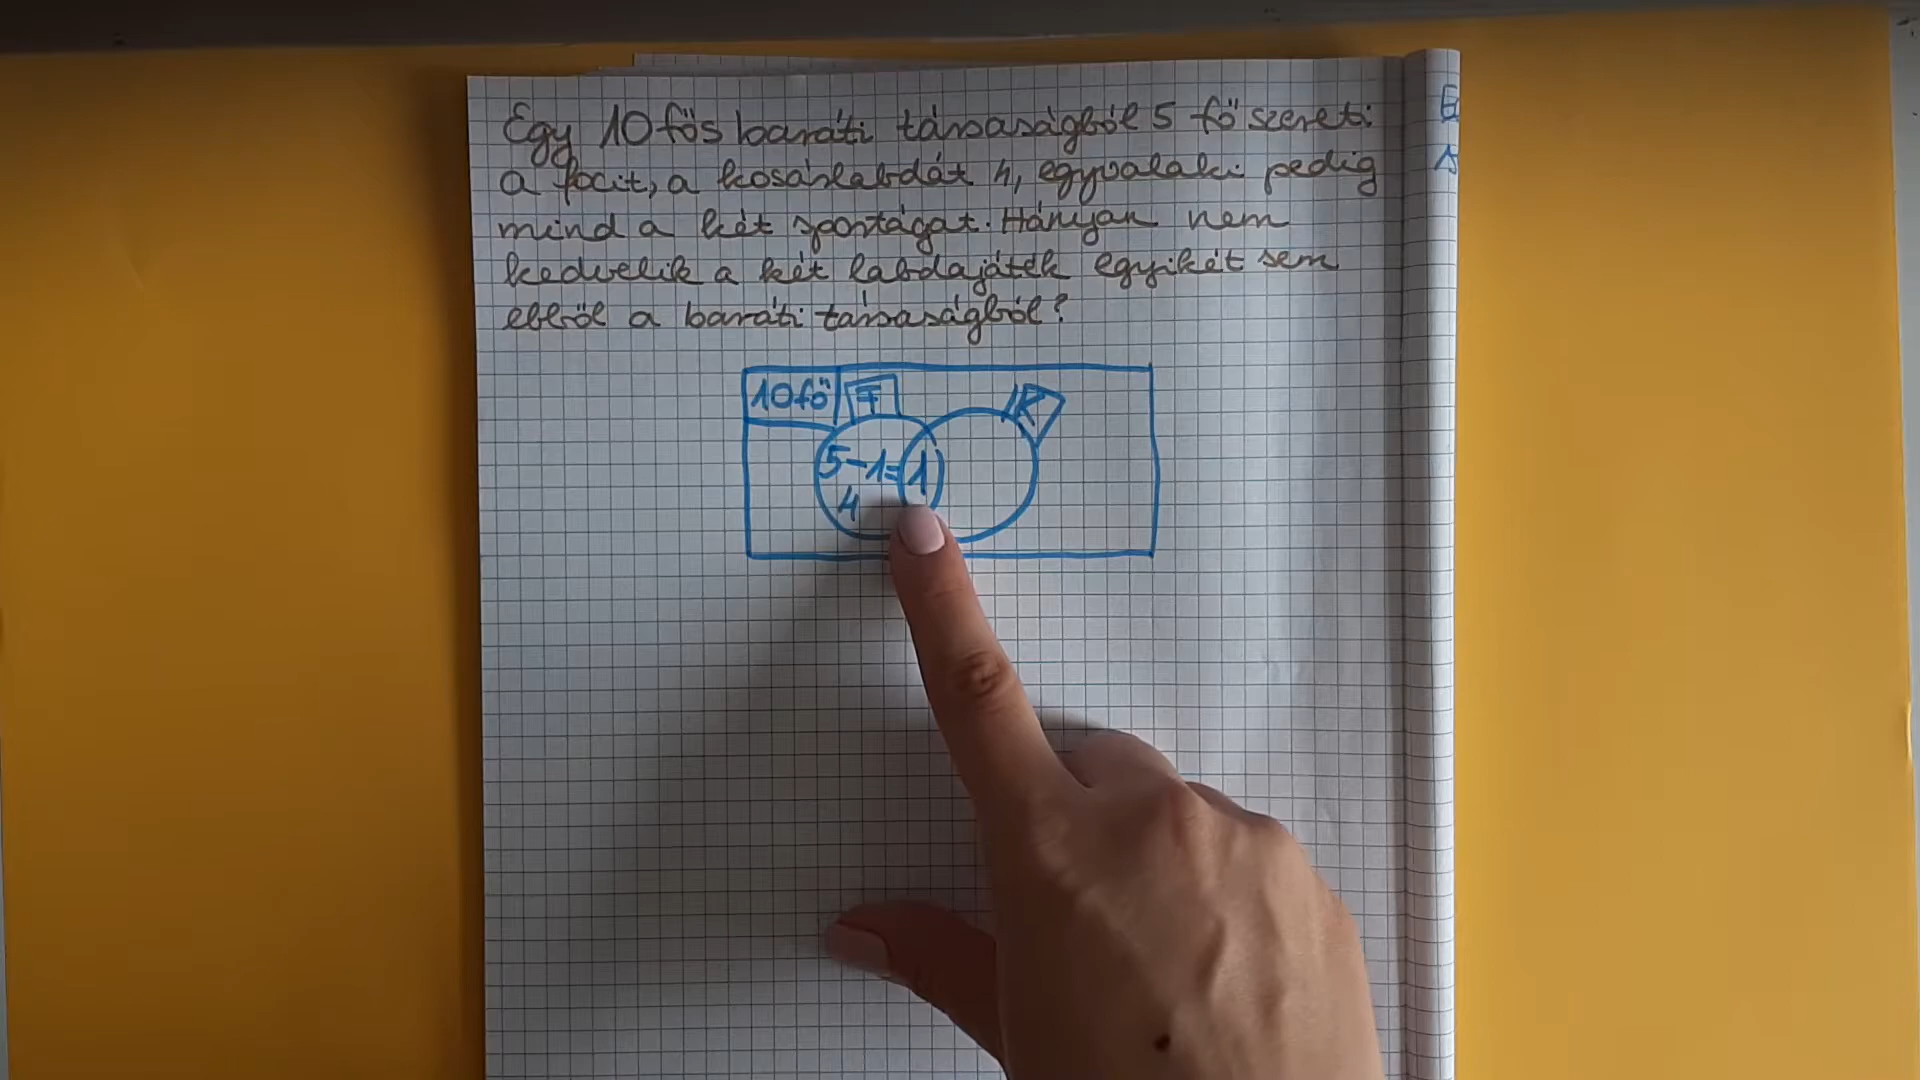 Egy 10 fős baráti társaságból 5 fő szereti
a focit, a kosárlabdát 4, egyvalaki pedig
mind a két sportágat. Hányan nem
kedvelik a két labdajáték egyikét sem
ebből a baráti társaságból?
10 fő F K
5-1= 1
4